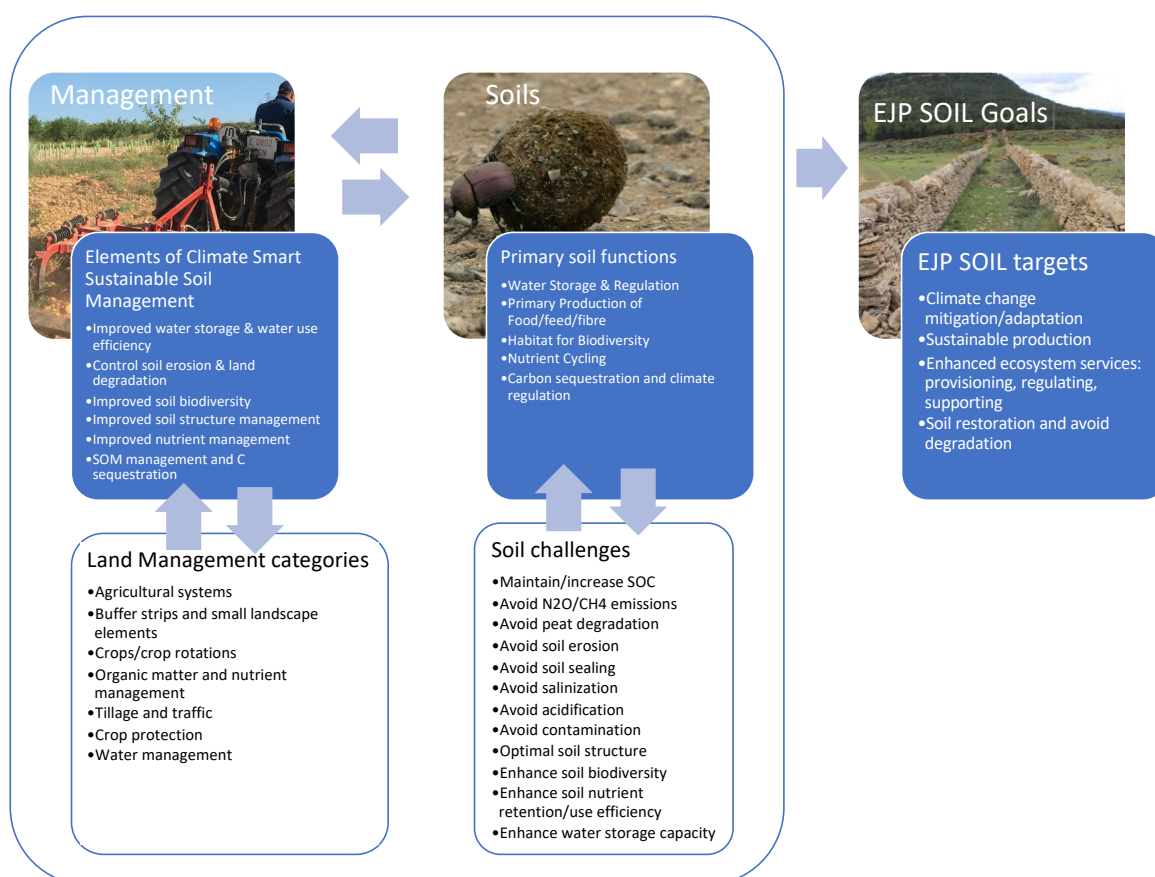 Management
Elements of Climate Smart
Sustainable Soil
Management
•Improved water storage & water use
efficiency
•Control soil erosion & land
degradation
•Improved soil biodiversity
•Improved soil structure management
•Improved nutrient management
•SOM management and C
sequestration
Land Management categories
•Agricultural systems
•Buffer strips and small landscape
elements
•Crops/crop rotations
•Organic matter and nutrient
management
•Tillage and traffic
•Crop protection
•Water management
Soils
Primary soil functions
•Water Storage & Regulation
•Primary Production of
Food/feed/fibre
•Habitat for Biodiversity
•Nutrient Cycling
•Carbon sequestration and climate
regulation
Soil challenges
•Maintain/increase SOC
•Avoid N2O/CH4 emissions
•Avoid peat degradation
•Avoid soil erosion
•Avoid soil sealing
•Avoid salinization
•Avoid acidification
•Avoid contamination
•Optimal soil structure
•Enhance soil biodiversity
•Enhance soil nutrient
retention/use efficiency
•Enhance water storage capacity
EJP SOIL Goals
EJP SOIL targets
•Climate change
mitigation/adaptation
•Sustainable production
•Enhanced ecosystem services:
provisioning, regulating,
supporting
•Soil restoration and avoid
degradation